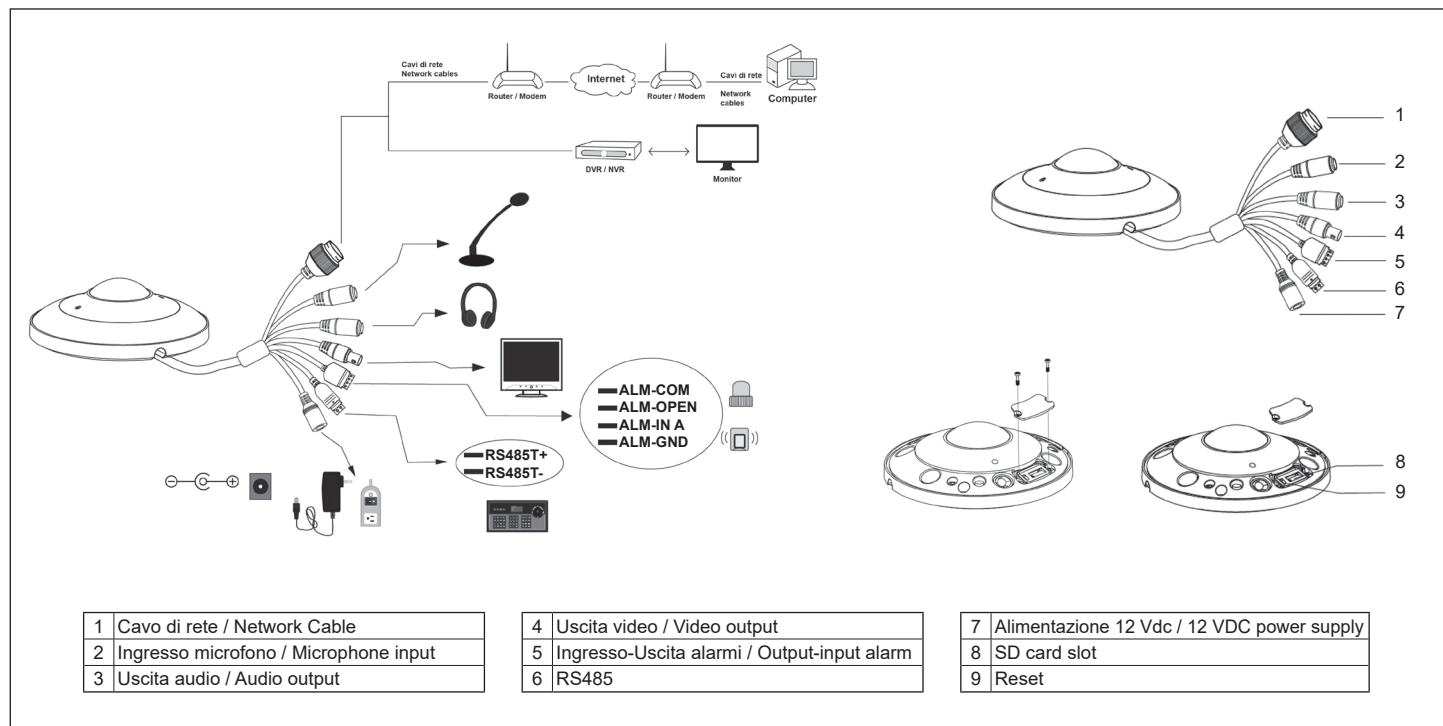 Cavi di rete
Network cables
Router / Modem
Internet
Router / Modem
Cavi di rete
Network
cables
Computer
DVR / NVR
Monitor
ALM-COM
ALM-OPEN
ALM-IN A
ALM-GND
RS485T+
RS485T-
1
2
3
4
5
6
7
8
9
1 Cavo di rete / Network Cable
2 Ingresso microfono / Microphone input
3 Uscita audio / Audio output
4 Uscita video / Video output
5 Ingresso-Uscita alarmi / Output-input alarm
6 RS485
7 Alimentazione 12 Vdc / 12 VDC power supply
8 SD card slot
9 Reset